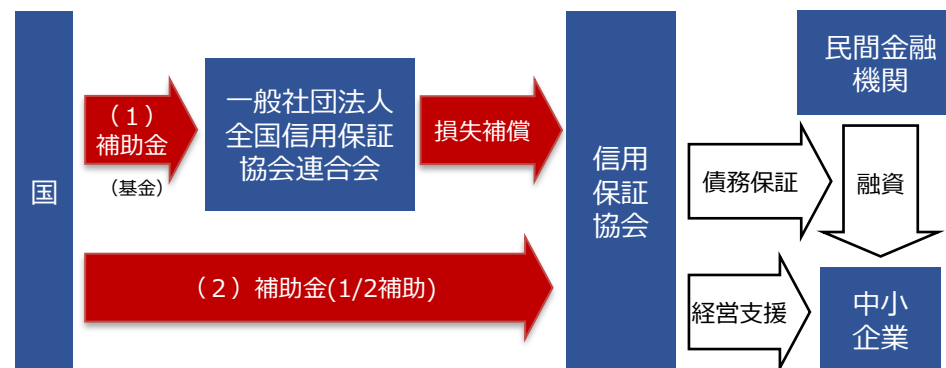 国
（１）
補助金
（基金）
一般社団法人
全国信用保証
協会連合会
損失補償
（２）補助金(1/2補助)
信用
保証
協会
債務保証
経営支援
民間金融
機関
融資
中小
企業